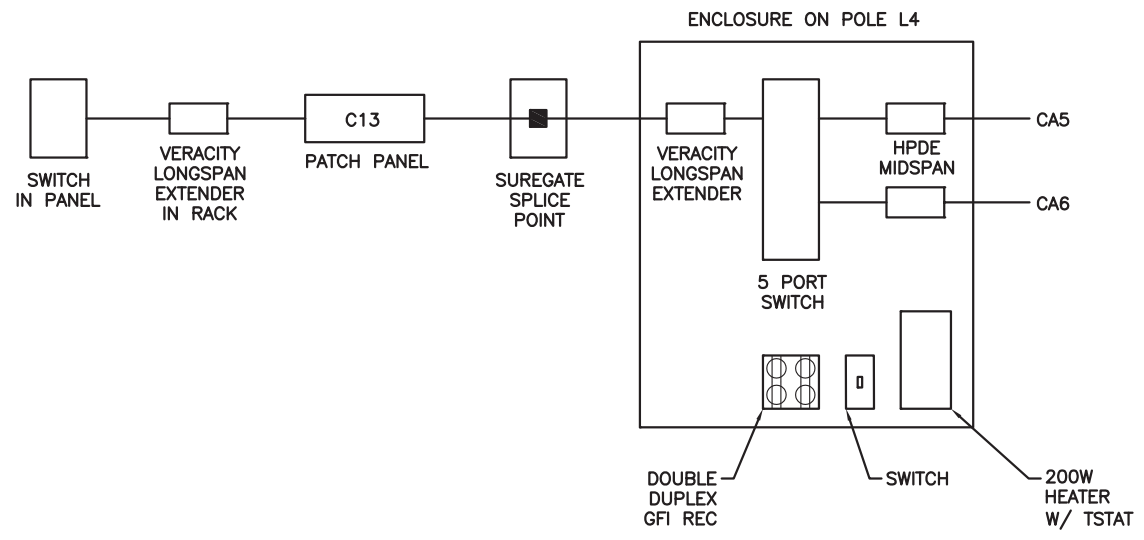 ENCLOSURE ON POLE L4
SWITCH
IN PANEL
VERACITY
LONGSPAN
EXTENDER
IN RACK
C13
PATCH PANEL
SUREGATE
SPLICE
POINT
VERACITY
LONGSPAN
EXTENDER
5 PORT
SWITCH
HPDE
MIDSPAN
CA5
CA6
DOUBLE
DUPLEX
GFI REC
SWITCH
200W
HEATER
W/ TSTAT